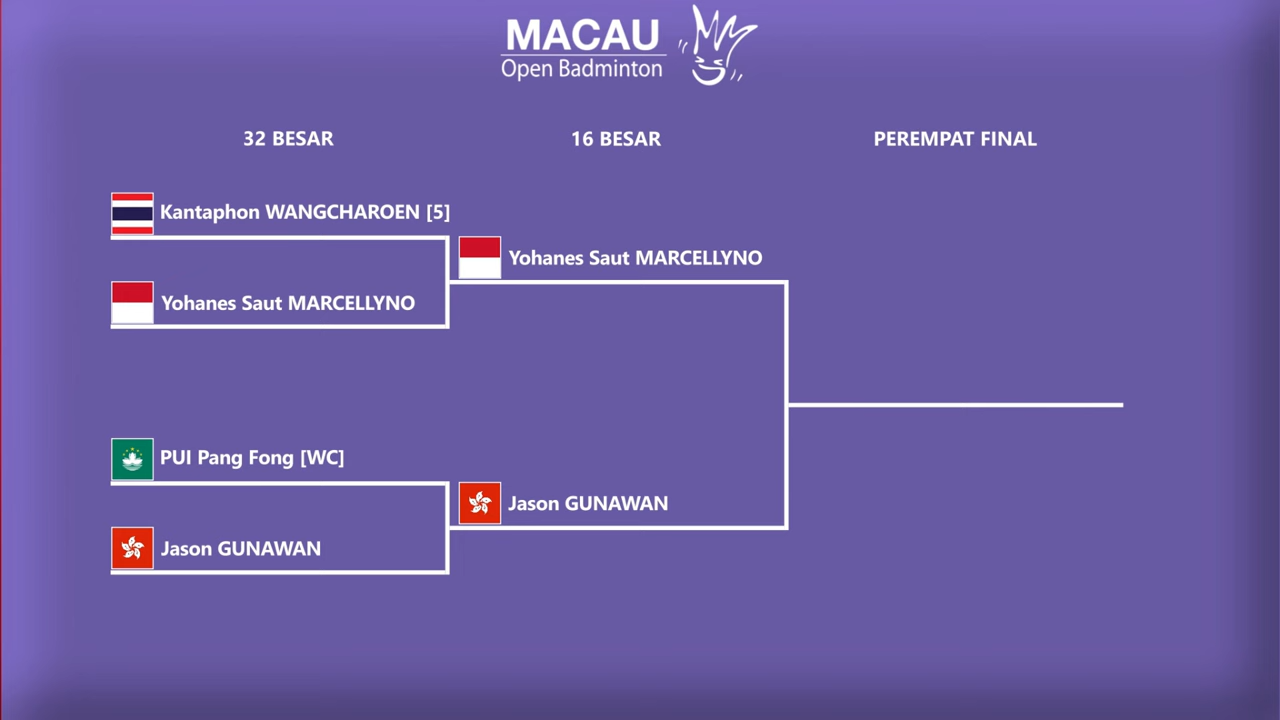 MACAU
Open Badminton
32 BESAR
16 BESAR
PEREMPAT FINAL
Kantaphon WANGCHAROEN [5]
Yohanes Saut MARCELLYNO
Yohanes Saut MARCELLYNO
PUI Pang Fong [WC]
Jason GUNAWAN
Jason GUNAWAN